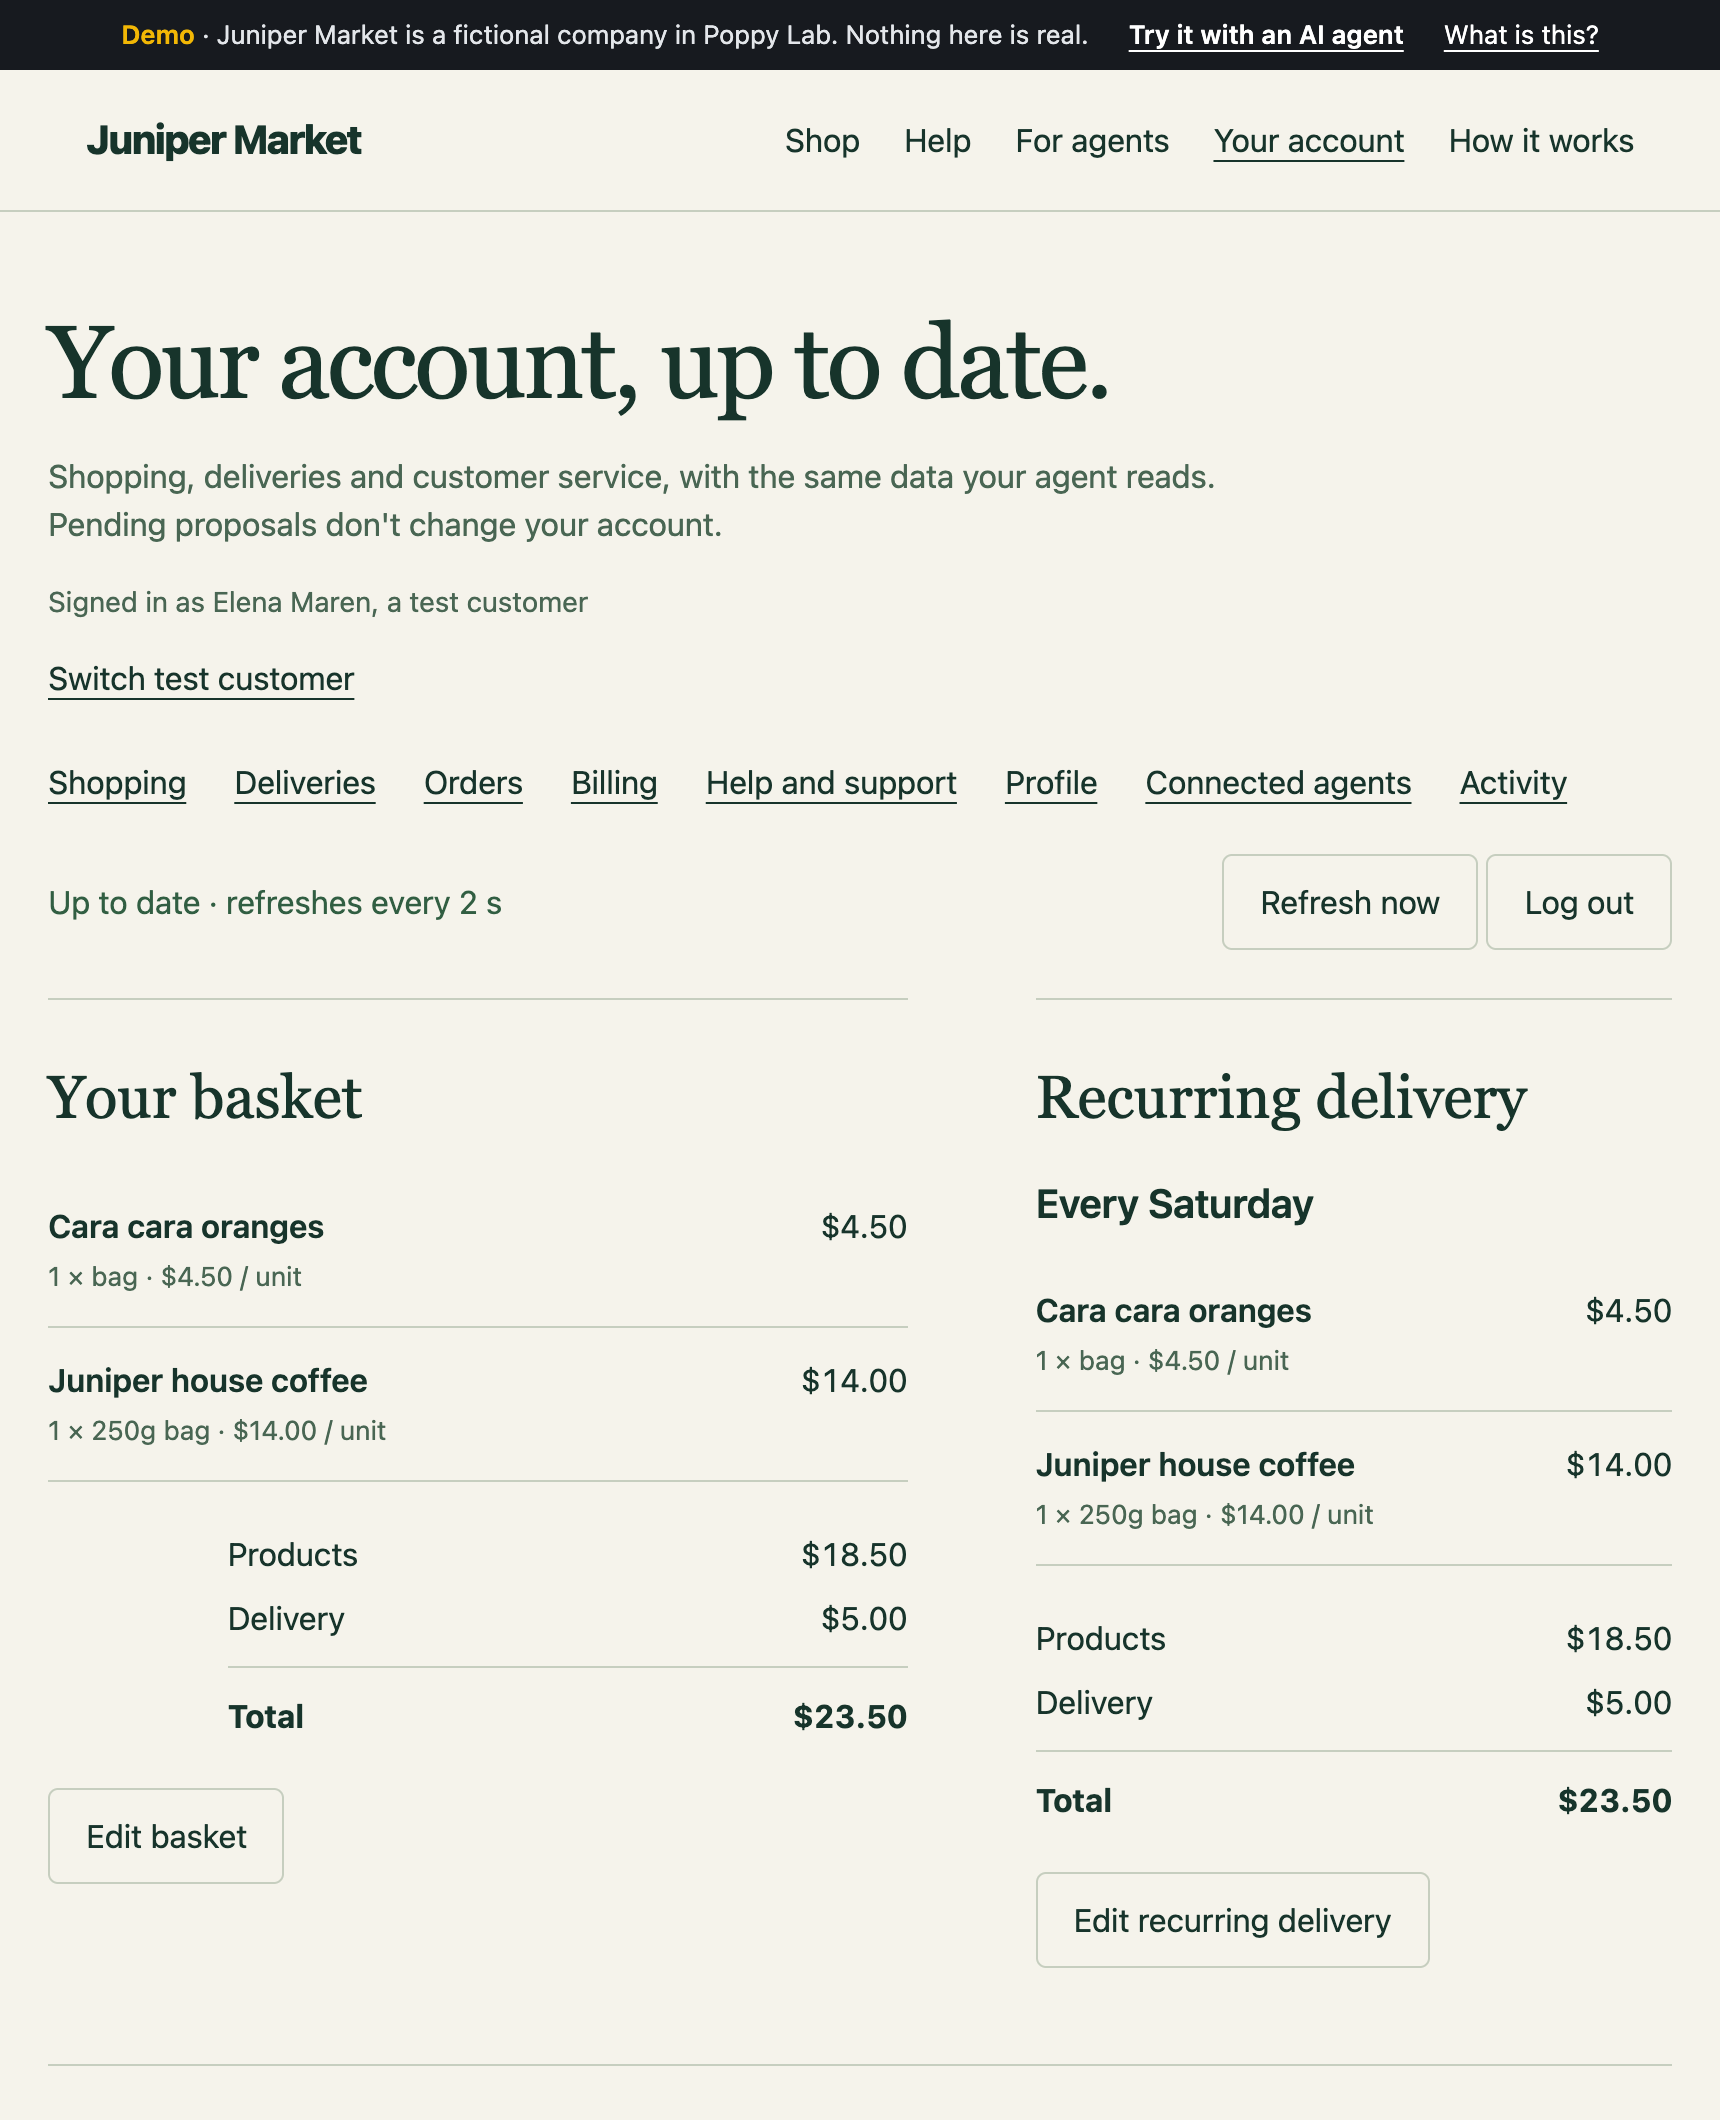 Demo · Juniper Market is a fictional company in Poppy Lab. Nothing here is real. Try it with an AI agent What is this?
Juniper Market
Shop Help For agents Your account How it works
Your account, up to date.
Shopping, deliveries and customer service, with the same data your agent reads.
Pending proposals don't change your account.
Signed in as Elena Maren, a test customer
Switch test customer
Shopping Deliveries Orders Billing Help and support Profile Connected agents Activity
Up to date · refreshes every 2 s
Refresh now
Log out
Your basket
Cara cara oranges $4.50
1 × bag · $4.50 / unit
Juniper house coffee $14.00
1 × 250g bag · $14.00 / unit
Products $18.50
Delivery $5.00
Total $23.50
Edit basket
Recurring delivery
Every Saturday
Cara cara oranges $4.50
1 × bag · $4.50 / unit
Juniper house coffee $14.00
1 × 250g bag · $14.00 / unit
Products $18.50
Delivery $5.00
Total $23.50
Edit recurring delivery